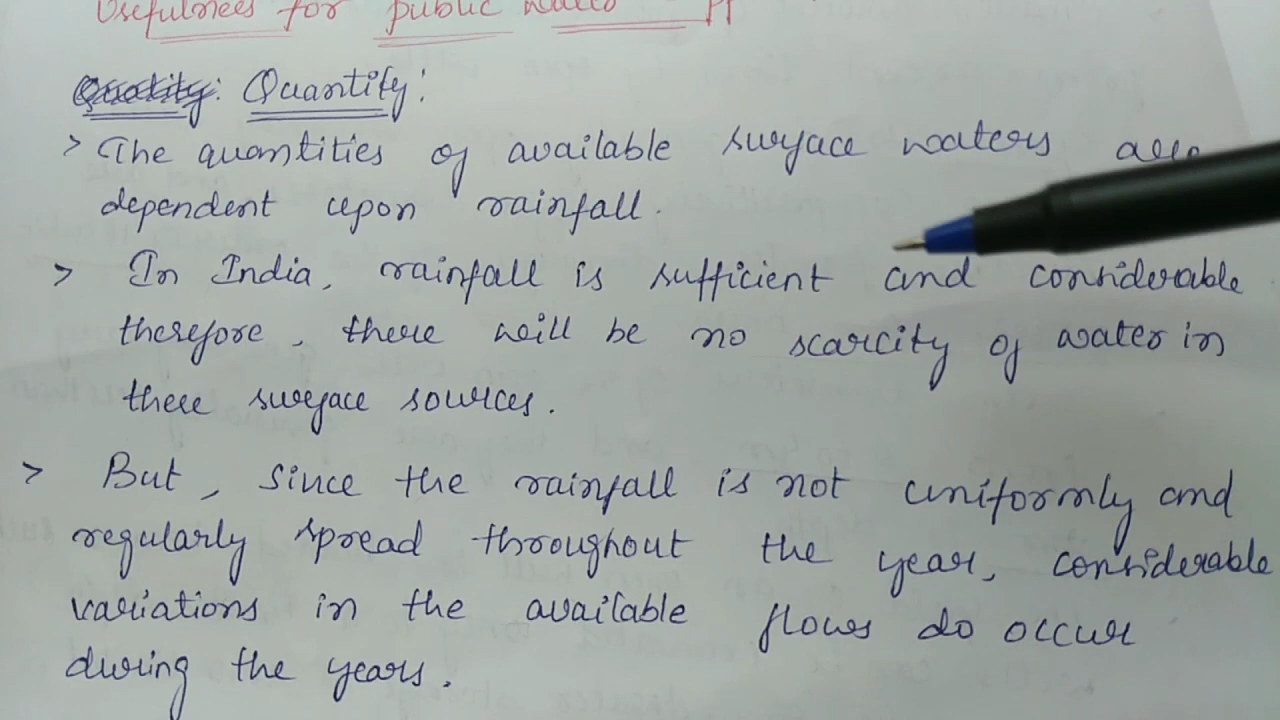 Usefulness for public water
Quantity:
> The quantities of available surface waters are
dependent upon rainfall.
> In India, rainfall is sufficient and considerable
therefore, there will be no scarcity of water in
these surface sources.
> But, since the rainfall is not uniformly and
regularly spread throughout the year, considerable
variations in the available flows do occur
during the years.